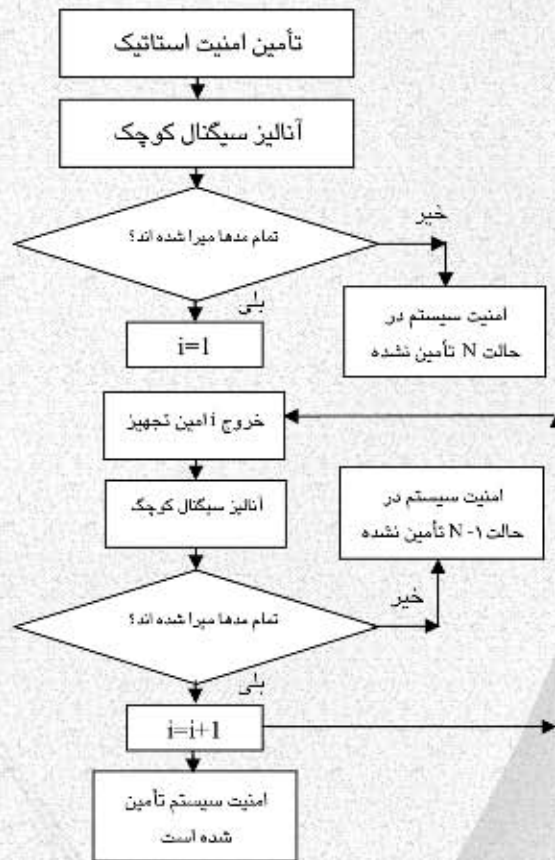 تأمین امنیت استاتیک
آنالیز سیگنال کوچک
تمام مدها میرا شده اند؟
خیر
بلی
امنیت سیستم در
حالت N تأمین نشده
i=1
خروج i امین تجهیز
آنالیز سیگنال کوچک
امنیت سیستم در
حالت N-۱ تأمین نشده
تمام مدها میرا شده اند؟
خیر
بلی
i=i+1
امنیت سیستم تأمین
شده است